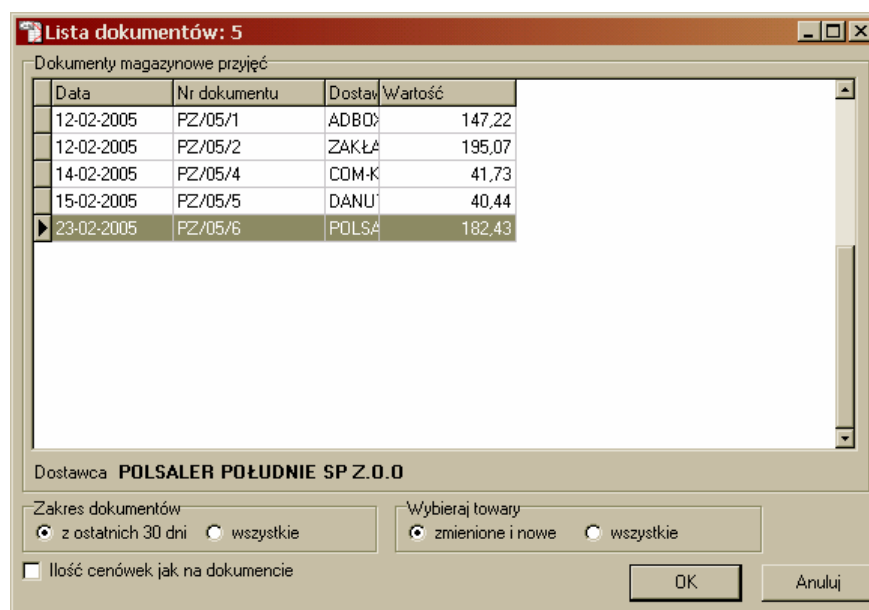 Lista dokumentów: 5
Dokumenty magazynowe przyjęć
Data Nr dokumentu Dostaw Wartość
12-02-2005 PZ/05/1 ADBOX 147,22
12-02-2005 PZ/05/2 ZAKŁA 195,07
14-02-2005 PZ/05/4 COM-K 41,73
15-02-2005 PZ/05/5 DANUT 40,44
23-02-2005 PZ/05/6 POLSA 182,43
Dostawca POLSALER POŁUDNIE SP Z.O.O
Zakres dokumentów Wybieraj towary
z ostatnich 30 dni wszystkie zmienione i nowe wszystkie
Ilość cenówek jak na dokumencie
OK Anuluj